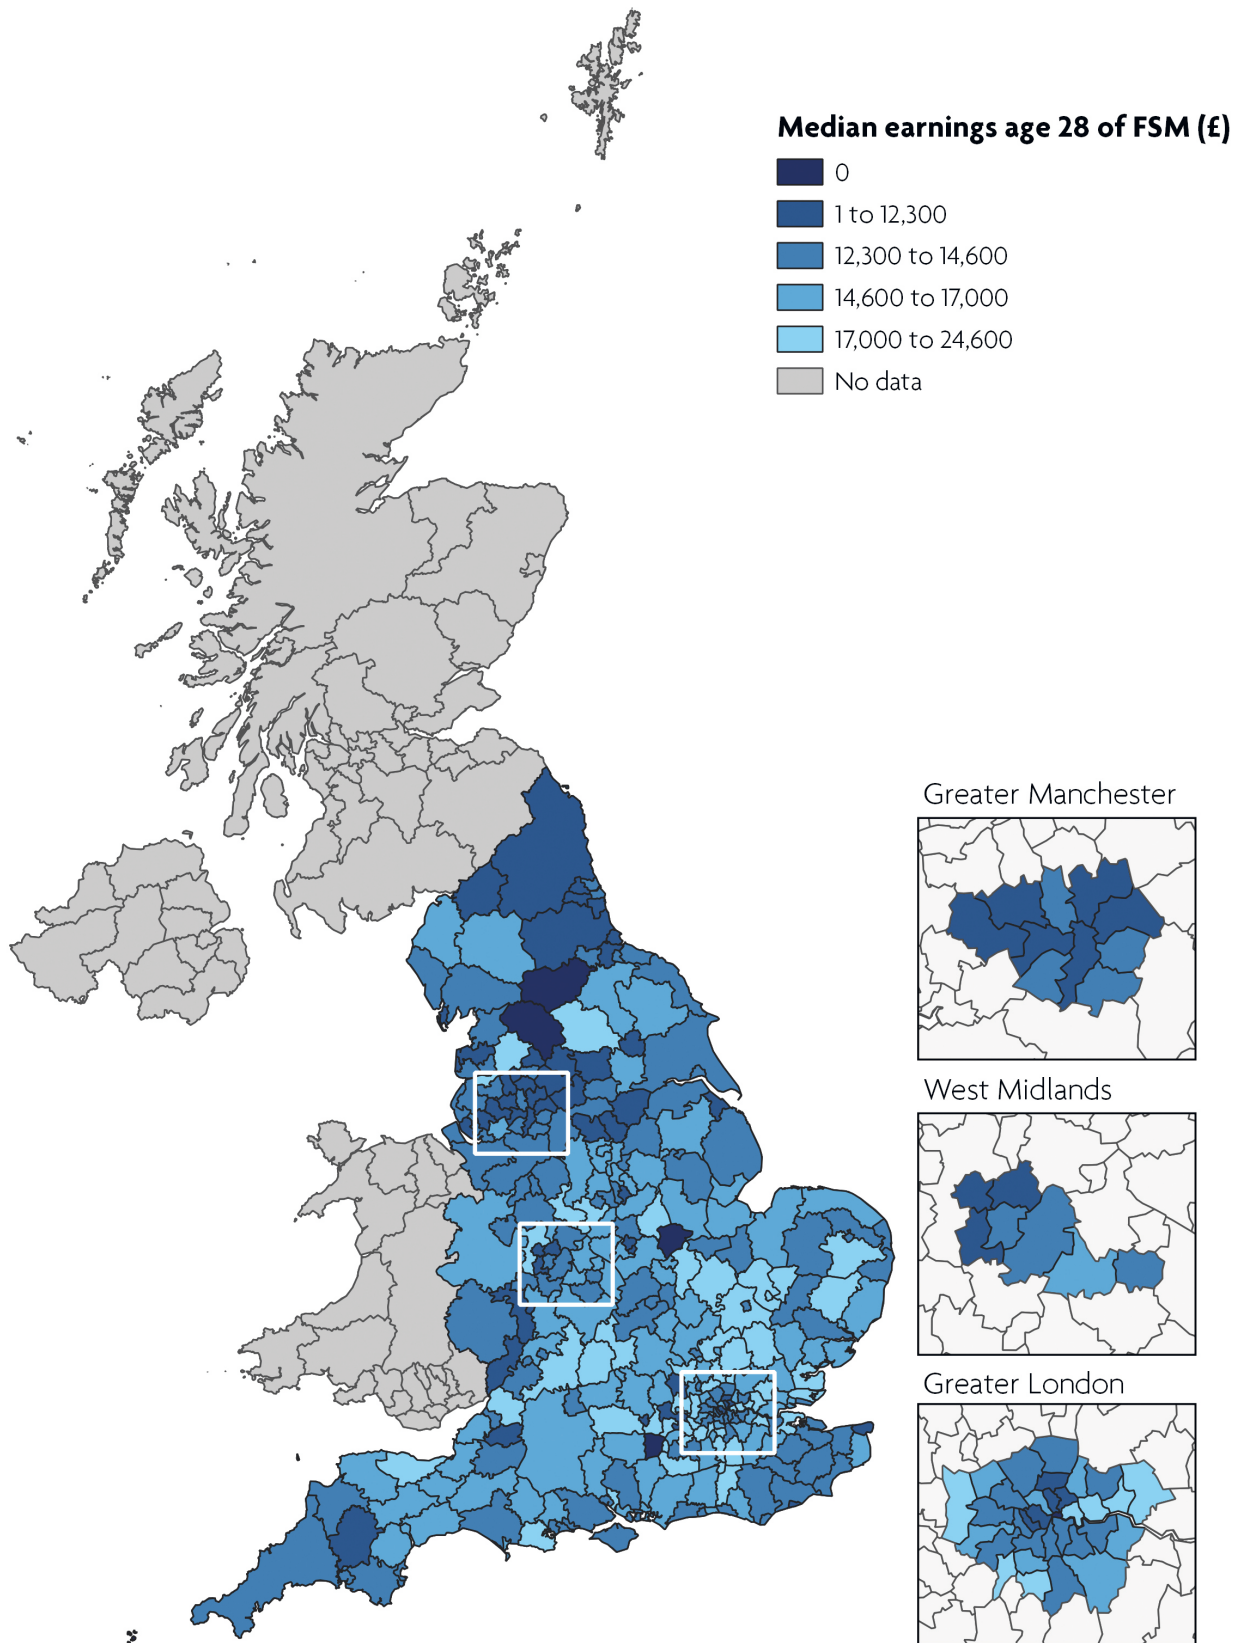 Median earnings age 28 of FSM (£)
0
1 to 12,300
12,300 to 14,600
14,600 to 17,000
17,000 to 24,600
No data
Greater Manchester
West Midlands
Greater London